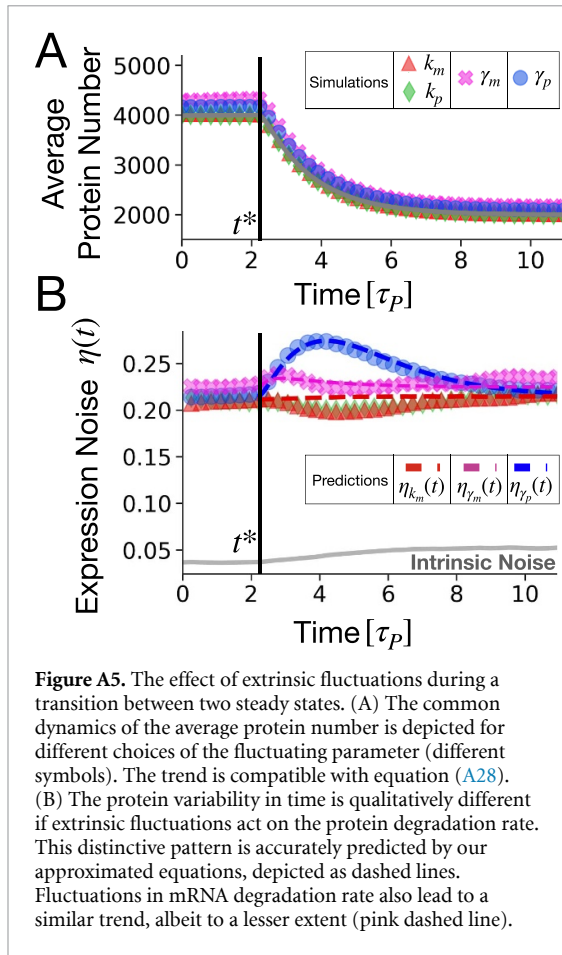 A
Average
Protein Number
5000
4000
3000
2000
Simulations
k_m
k_p
γ_m
γ_p
t*
0 2 4 6 8 10
Time [τ_P]
B
Expression Noise η(t)
0.25
0.20
0.15
0.10
0.05
Predictions
η_{k_m}(t) η_{γ_m}(t) η_{γ_p}(t)
t*
Intrinsic Noise
0 2 4 6 8 10
Time [τ_P]
Figure A5. The effect of extrinsic fluctuations during a
transition between two steady states. (A) The common
dynamics of the average protein number is depicted for
different choices of the fluctuating parameter (different
symbols). The trend is compatible with equation (A28).
(B) The protein variability in time is qualitatively different
if extrinsic fluctuations act on the protein degradation rate.
This distinctive pattern is accurately predicted by our
approximated equations, depicted as dashed lines.
Fluctuations in mRNA degradation rate also lead to a
similar trend, albeit to a lesser extent (pink dashed line).